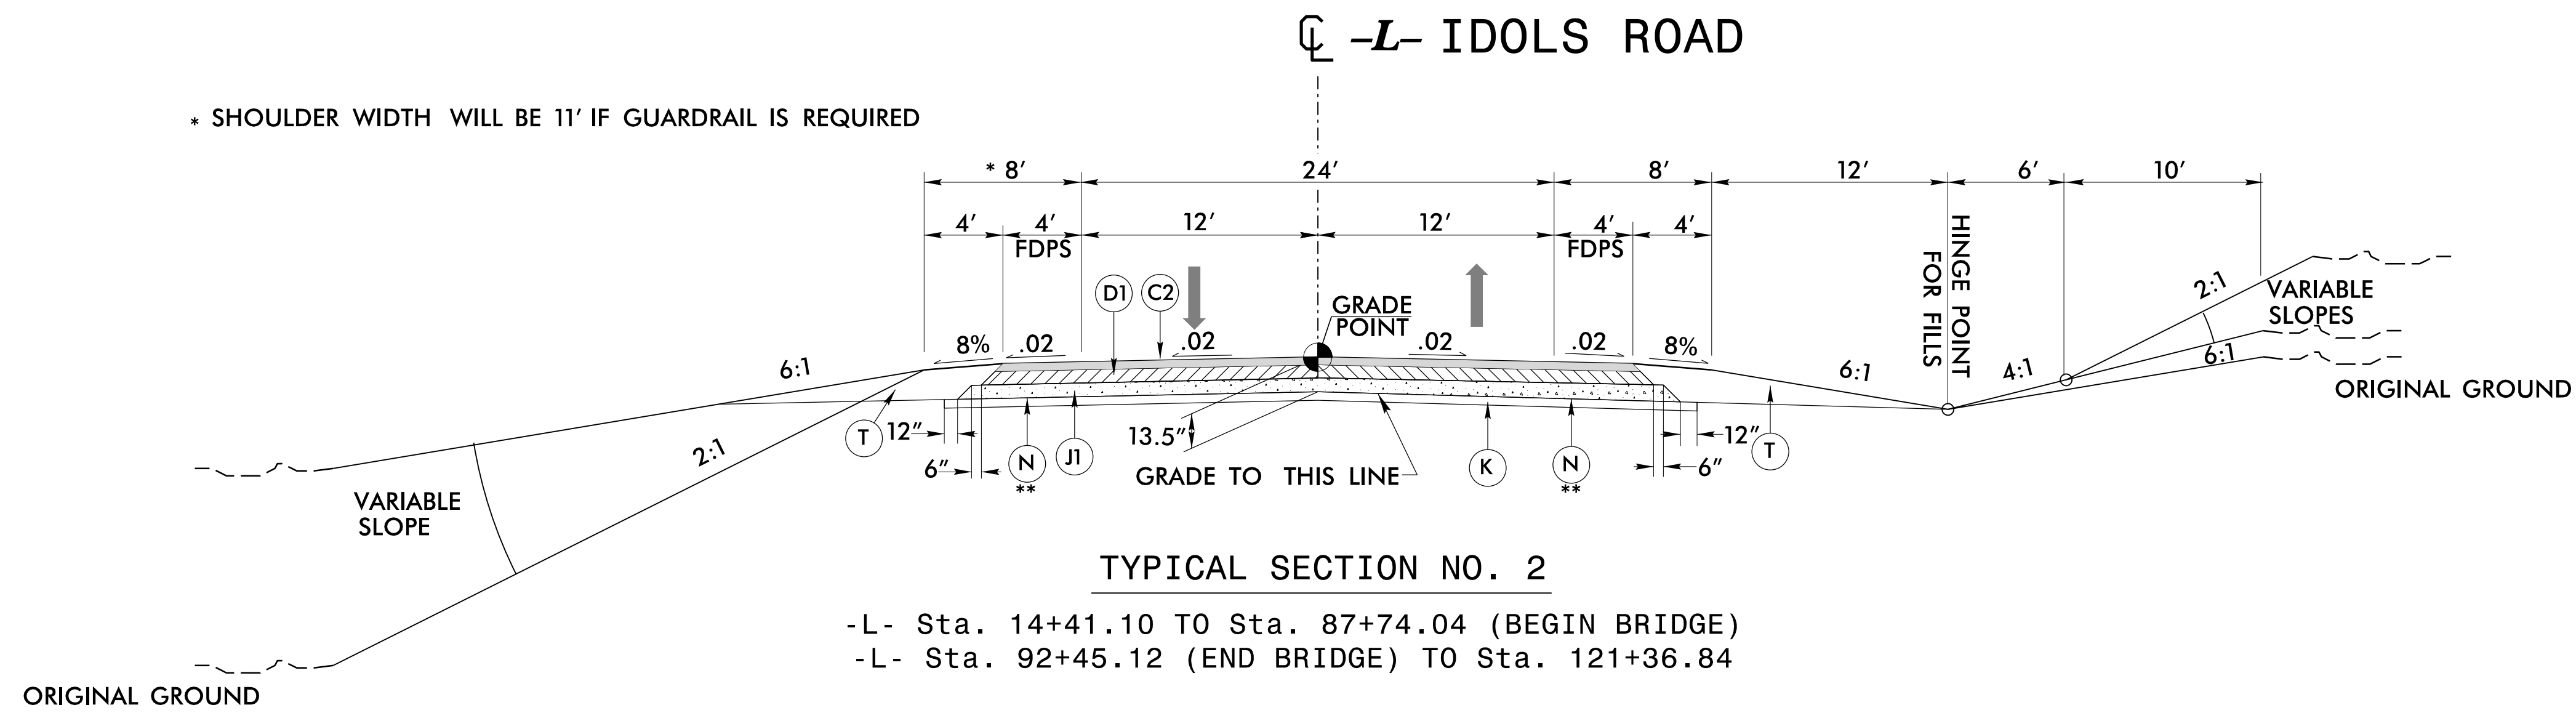 CL -L- IDOLS ROAD
* SHOULDER WIDTH WILL BE 11' IF GUARDRAIL IS REQUIRED
* 8' 24' 8' 12' 6' 10'
4' 4' 12' 12' 4' 4'
FDPS FDPS
HINGE POINT
FOR FILLS
D1 C2
GRADE
POINT
8% .02 .02 .02 .02 8%
6:1 6:1 4:1 6:1 2:1
VARIABLE
SLOPES
ORIGINAL GROUND
2:1
T 12" 13.5" 12" T
6" N J1 K N 6"
** **
GRADE TO THIS LINE
VARIABLE
SLOPE
ORIGINAL GROUND
TYPICAL SECTION NO. 2
-L- Sta. 14+41.10 TO Sta. 87+74.04 (BEGIN BRIDGE)
-L- Sta. 92+45.12 (END BRIDGE) TO Sta. 121+36.84